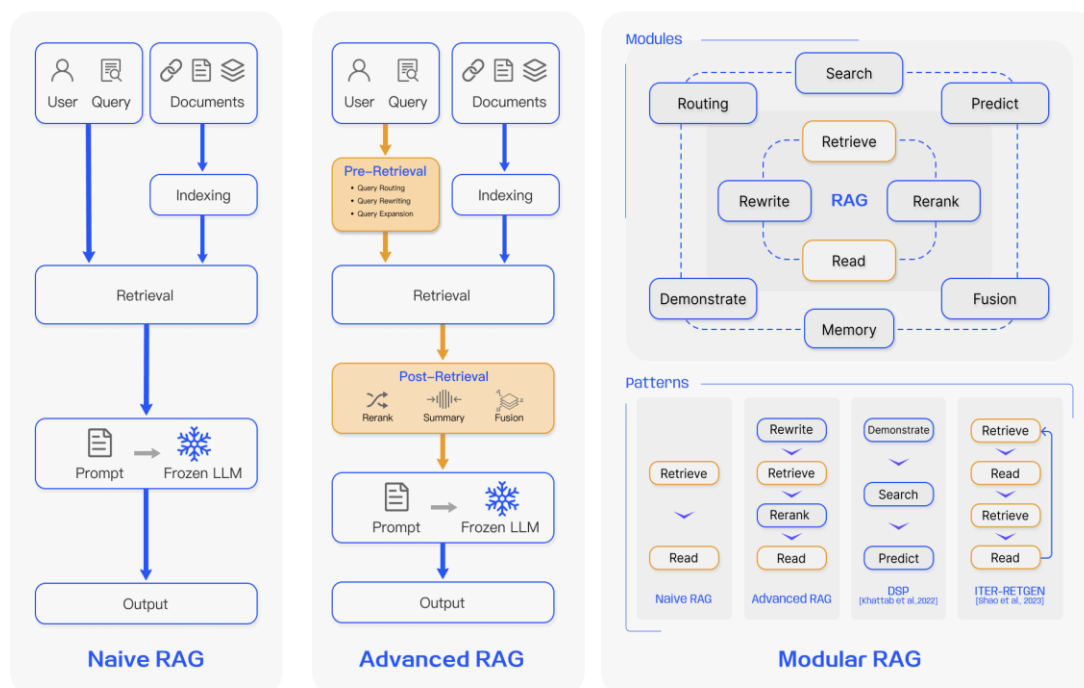 User Query
Documents
Indexing
Retrieval
Prompt
Frozen LLM
Output
Naive RAG
User Query
Documents
Pre-Retrieval
• Query Routing
• Query Rewriting
• Query Expansion
Indexing
Retrieval
Post-Retrieval
Rerank
Summary
Fusion
Prompt
Frozen LLM
Output
Advanced RAG
Modules
Search
Routing
Predict
Retrieve
Rewrite
RAG
Rerank
Read
Demonstrate
Fusion
Memory
Patterns
Retrieve
Read
Naive RAG
Rewrite
Retrieve
Rerank
Read
Advanced RAG
Demonstrate
Search
Predict
DSP
[Khattab et al.,2022]
Retrieve
Read
Retrieve
Read
ITER-RETGEN
[Shao et al., 2023]
Modular RAG